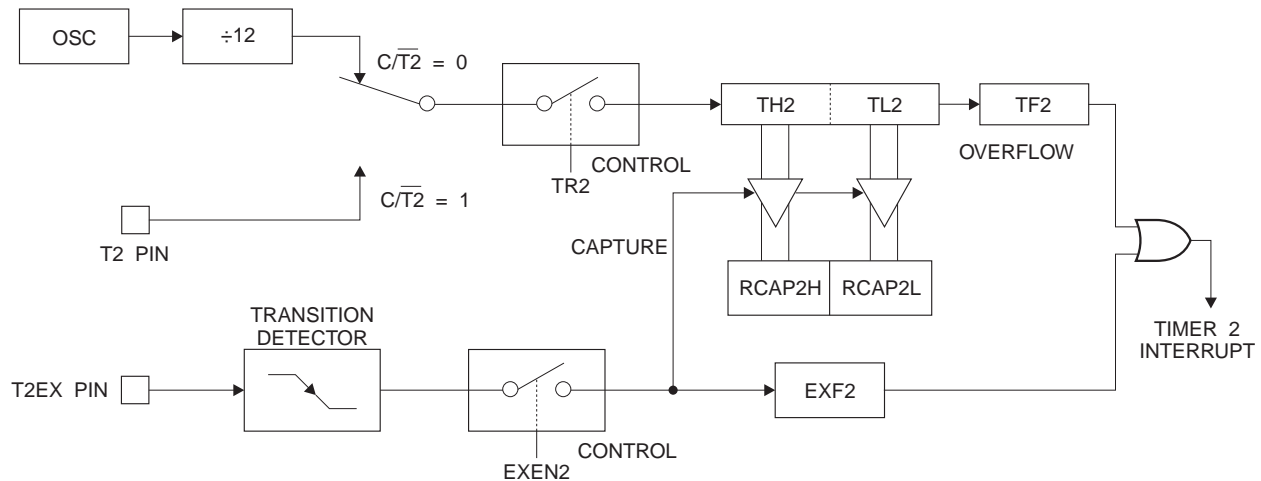 OSC
÷12
C/T2̅ = 0
TH2
TL2
TF2
OVERFLOW
CONTROL
TR2
C/T2̅ = 1
T2 PIN
CAPTURE
RCAP2H
RCAP2L
TRANSITION
DETECTOR
TIMER 2
INTERRUPT
T2EX PIN
EXF2
CONTROL
EXEN2